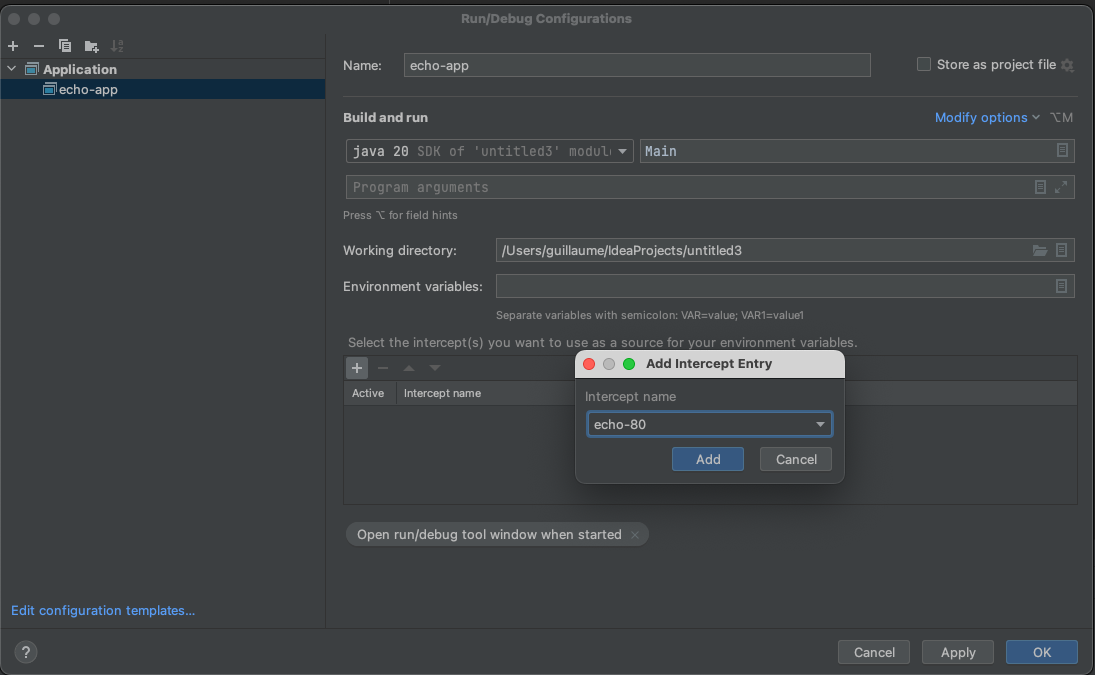 Run/Debug Configurations
Application
echo-app
Name: echo-app Store as project file
Build and run Modify options ⌥M
java 20 SDK of 'untitled3' module Main
Program arguments
Press ⌥ for field hints
Working directory: /Users/guillaume/IdeaProjects/untitled3
Environment variables:
Separate variables with semicolon: VAR=value; VAR1=value1
Select the intercept(s) you want to use as a source for your environment variables.
Add Intercept Entry
Active Intercept name
Intercept name
echo-80
Add Cancel
Open run/debug tool window when started
Edit configuration templates...
? Cancel Apply OK